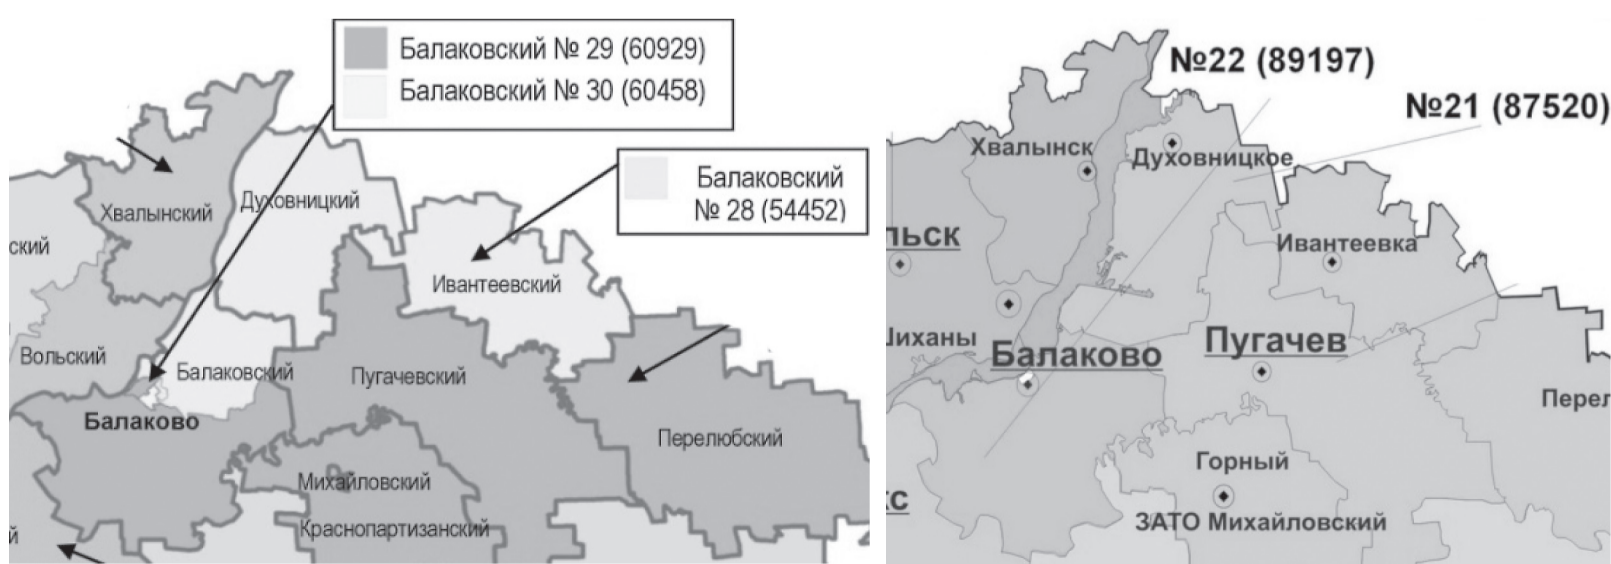 Балаковский № 29 (60929)
Балаковский № 30 (60458)
Балаковский
№ 28 (54452)
Духовницкий
Хвалынский
ский
Ивантеевский
Вольский
Балаковский
Пугачевский
Балаково
Перелюбский
Михайловский
Краснопартизанский
й
№22 (89197)
№21 (87520)
Хвалынск
Духовницкое
льск
Ивантеевка
Шиханы
Балаково
Пугачев
Перел
Горный
кс
ЗАТО Михайловский